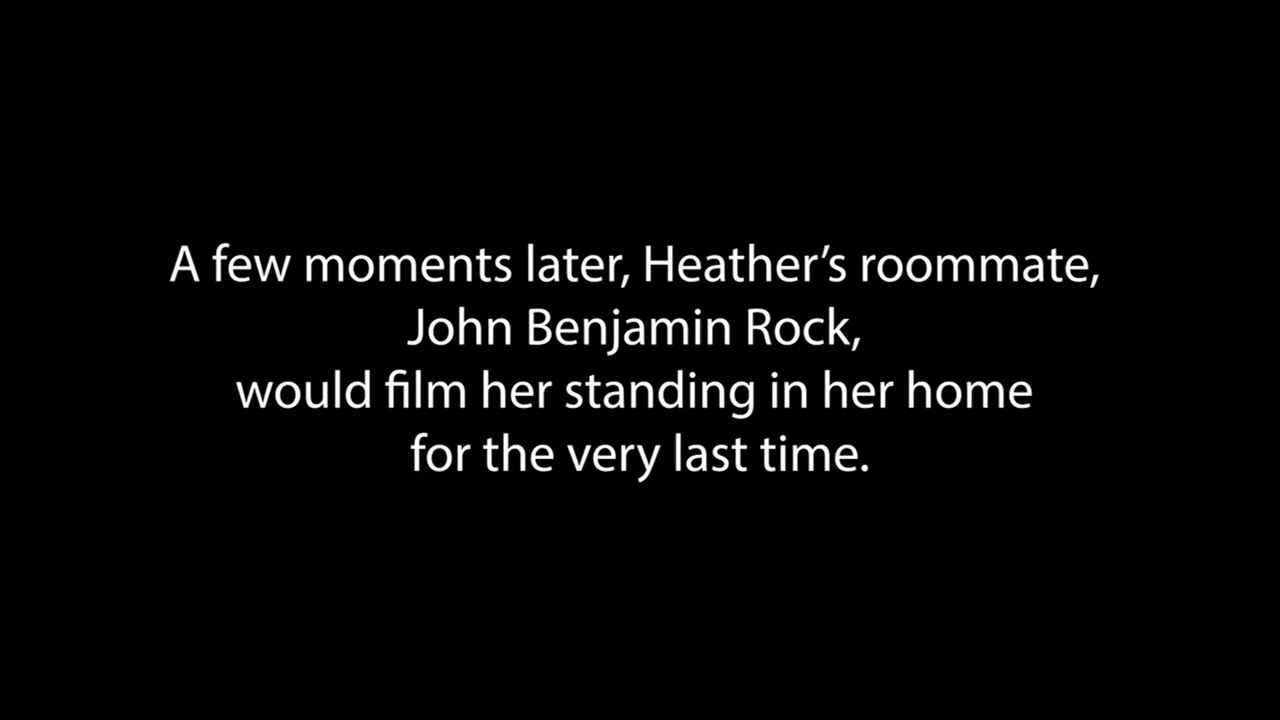 A few moments later, Heather’s roommate,
John Benjamin Rock,
would film her standing in her home
for the very last time.